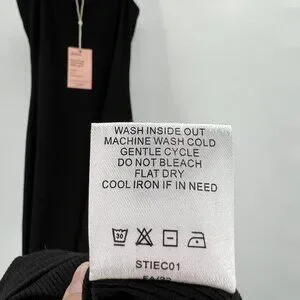 WASH INSIDE OUT
MACHINE WASH COLD
GENTLE CYCLE
DO NOT BLEACH
FLAT DRY
COOL IRON IF IN NEED
30
STIEC01